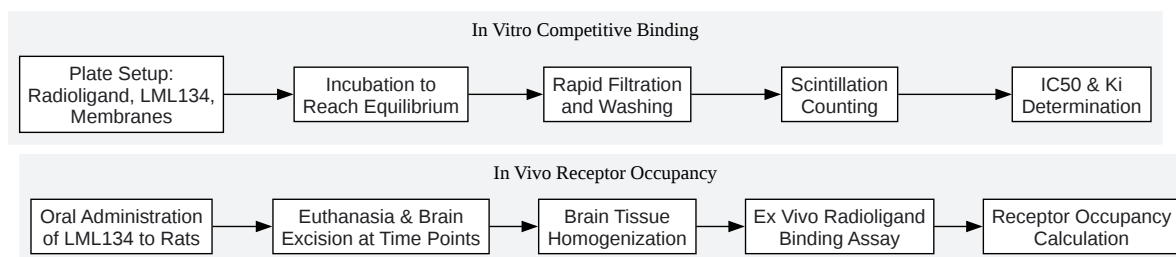 In Vitro Competitive Binding
Plate Setup:
Radioligand, LML134,
Membranes
Incubation to
Reach Equilibrium
Rapid Filtration
and Washing
Scintillation
Counting
IC50 & Ki
Determination
In Vivo Receptor Occupancy
Oral Administration
of LML134 to Rats
Euthanasia & Brain
Excision at Time Points
Brain Tissue
Homogenization
Ex Vivo Radioligand
Binding Assay
Receptor Occupancy
Calculation